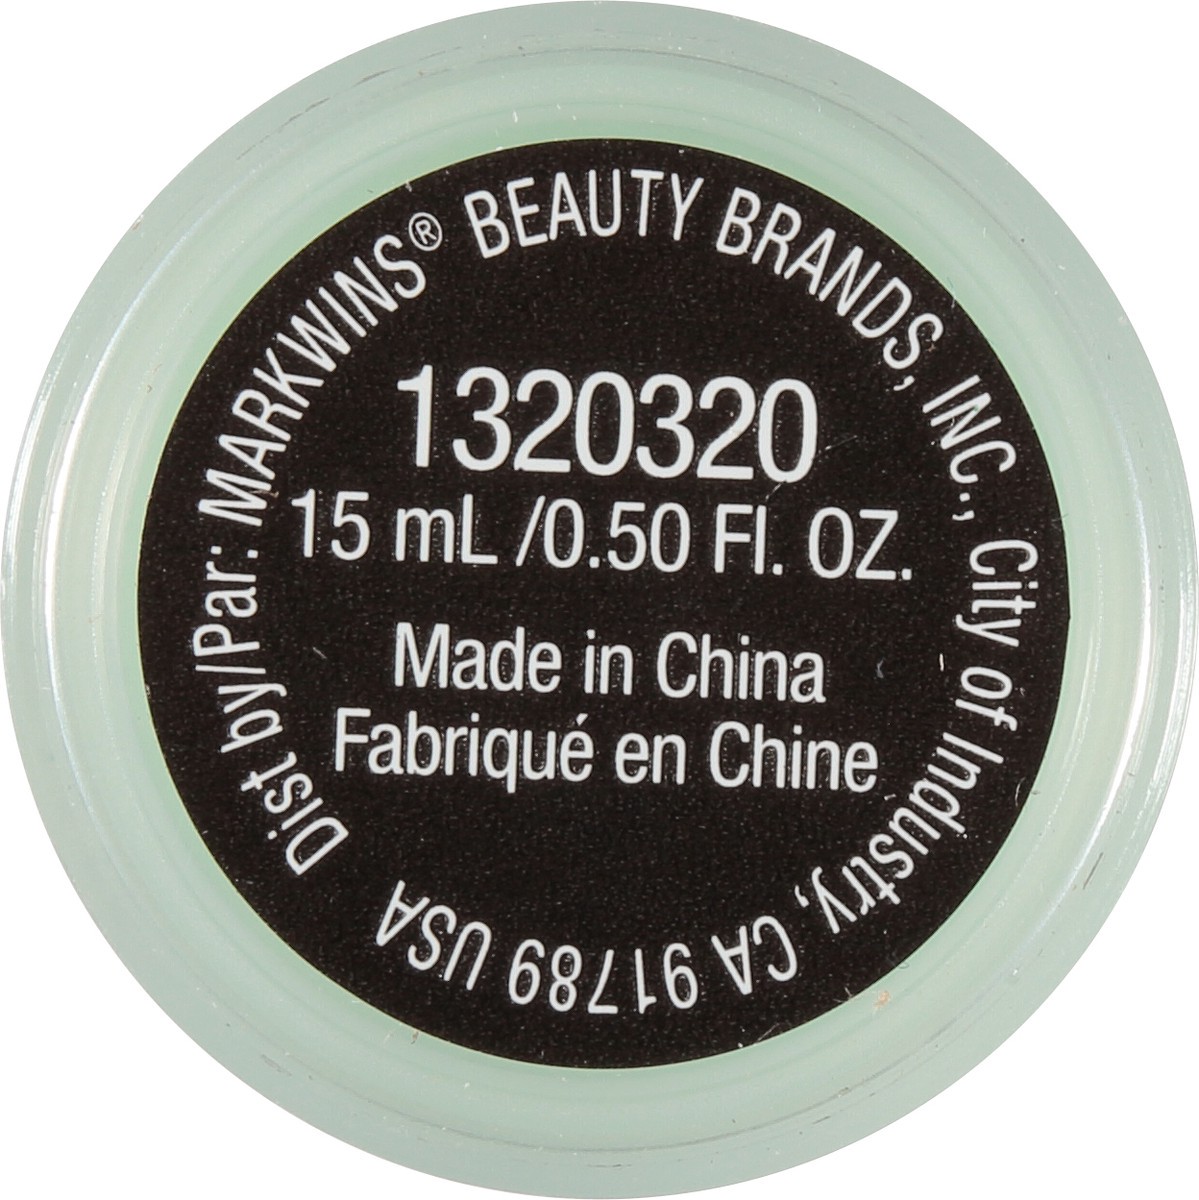 Dist by/Par: MARKWINS® BEAUTY BRANDS, INC., City of Industry, CA 91789 USA
1320320
15 mL /0.50 Fl. OZ.
Made in China
Fabriqué en Chine